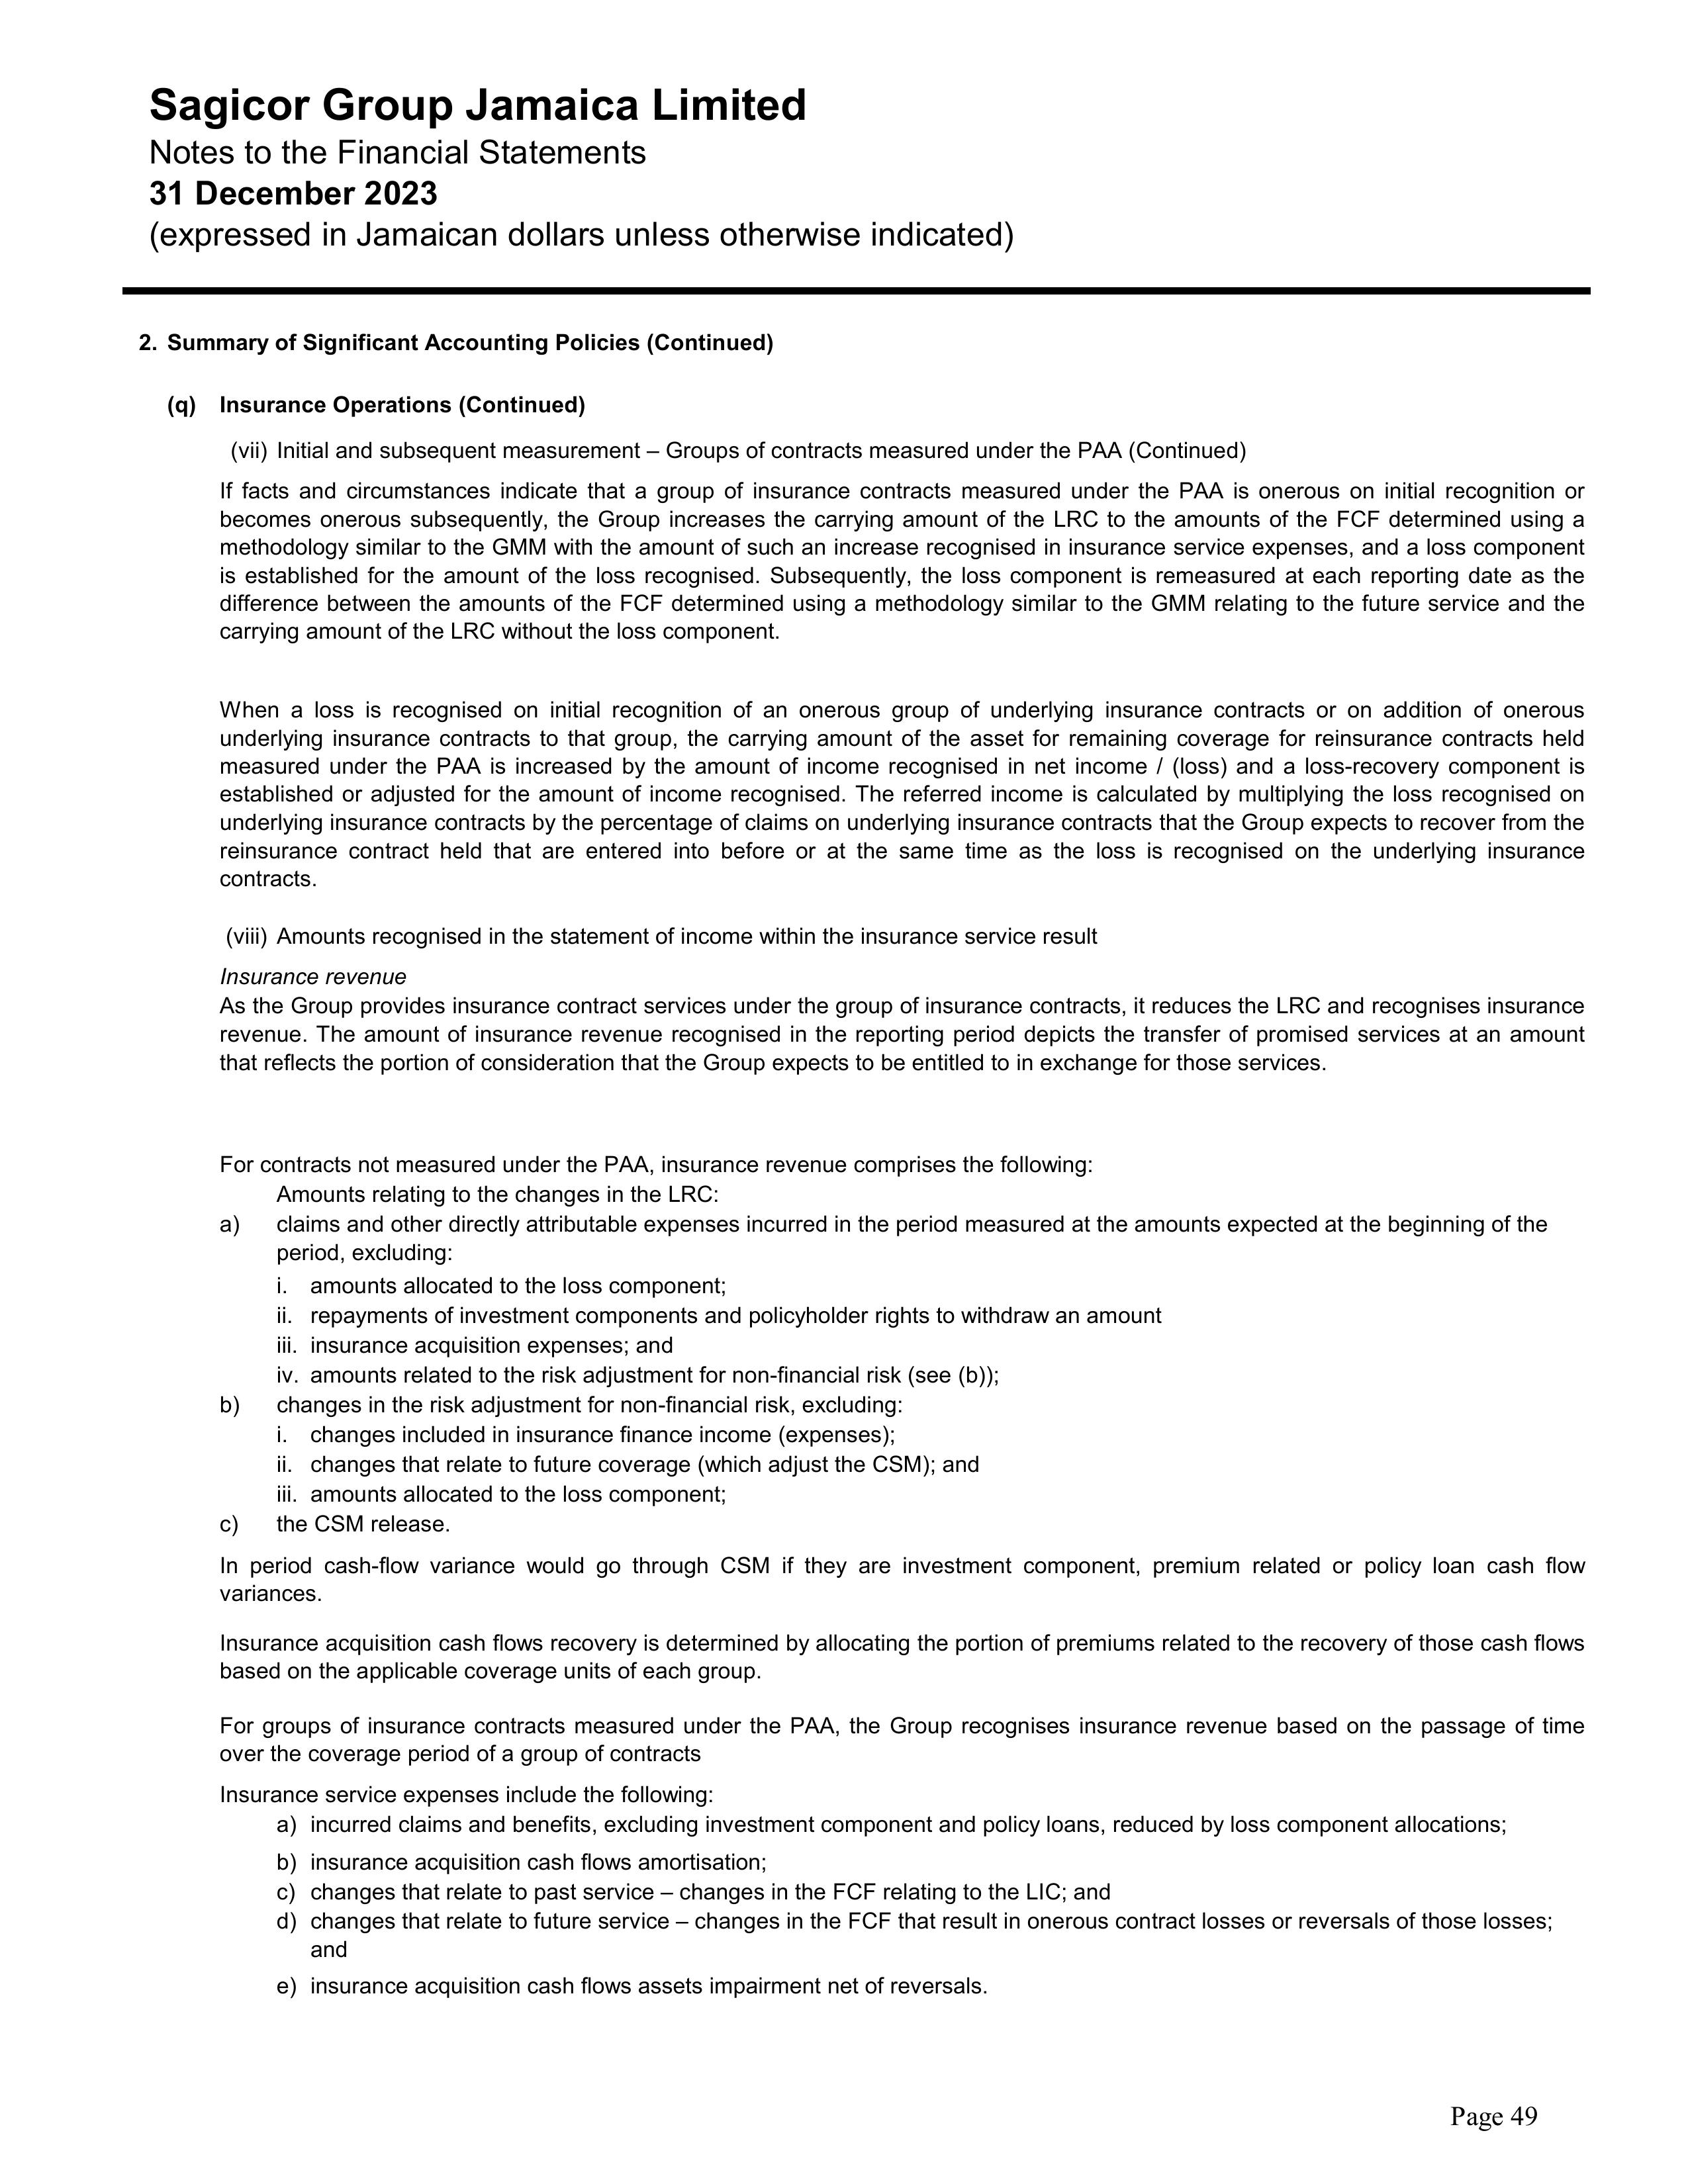 Sagicor Group Jamaica Limited
Notes to the Financial Statements
31 December 2023
(expressed in Jamaican dollars unless otherwise indicated)
2. Summary of Significant Accounting Policies (Continued)
(q) Insurance Operations (Continued)
(vii) Initial and subsequent measurement – Groups of contracts measured under the PAA (Continued)
If facts and circumstances indicate that a group of insurance contracts measured under the PAA is onerous on initial recognition or
becomes onerous subsequently, the Group increases the carrying amount of the LRC to the amounts of the FCF determined using a
methodology similar to the GMM with the amount of such an increase recognised in insurance service expenses, and a loss component
is established for the amount of the loss recognised. Subsequently, the loss component is remeasured at each reporting date as the
difference between the amounts of the FCF determined using a methodology similar to the GMM relating to the future service and the
carrying amount of the LRC without the loss component.
When a loss is recognised on initial recognition of an onerous group of underlying insurance contracts or on addition of onerous
underlying insurance contracts to that group, the carrying amount of the asset for remaining coverage for reinsurance contracts held
measured under the PAA is increased by the amount of income recognised in net income / (loss) and a loss-recovery component is
established or adjusted for the amount of income recognised. The referred income is calculated by multiplying the loss recognised on
underlying insurance contracts by the percentage of claims on underlying insurance contracts that the Group expects to recover from the
reinsurance contract held that are entered into before or at the same time as the loss is recognised on the underlying insurance
contracts.
(viii) Amounts recognised in the statement of income within the insurance service result
Insurance revenue
As the Group provides insurance contract services under the group of insurance contracts, it reduces the LRC and recognises insurance
revenue. The amount of insurance revenue recognised in the reporting period depicts the transfer of promised services at an amount
that reflects the portion of consideration that the Group expects to be entitled to in exchange for those services.
For contracts not measured under the PAA, insurance revenue comprises the following:
Amounts relating to the changes in the LRC:
a) claims and other directly attributable expenses incurred in the period measured at the amounts expected at the beginning of the
period, excluding:
i. amounts allocated to the loss component;
ii. repayments of investment components and policyholder rights to withdraw an amount
iii. insurance acquisition expenses; and
iv. amounts related to the risk adjustment for non-financial risk (see (b));
b) changes in the risk adjustment for non-financial risk, excluding:
i. changes included in insurance finance income (expenses);
ii. changes that relate to future coverage (which adjust the CSM); and
iii. amounts allocated to the loss component;
c) the CSM release.
In period cash-flow variance would go through CSM if they are investment component, premium related or policy loan cash flow
variances.
Insurance acquisition cash flows recovery is determined by allocating the portion of premiums related to the recovery of those cash flows
based on the applicable coverage units of each group.
For groups of insurance contracts measured under the PAA, the Group recognises insurance revenue based on the passage of time
over the coverage period of a group of contracts
Insurance service expenses include the following:
a) incurred claims and benefits, excluding investment component and policy loans, reduced by loss component allocations;
b) insurance acquisition cash flows amortisation;
c) changes that relate to past service – changes in the FCF relating to the LIC; and
d) changes that relate to future service – changes in the FCF that result in onerous contract losses or reversals of those losses;
and
e) insurance acquisition cash flows assets impairment net of reversals.
Page 49